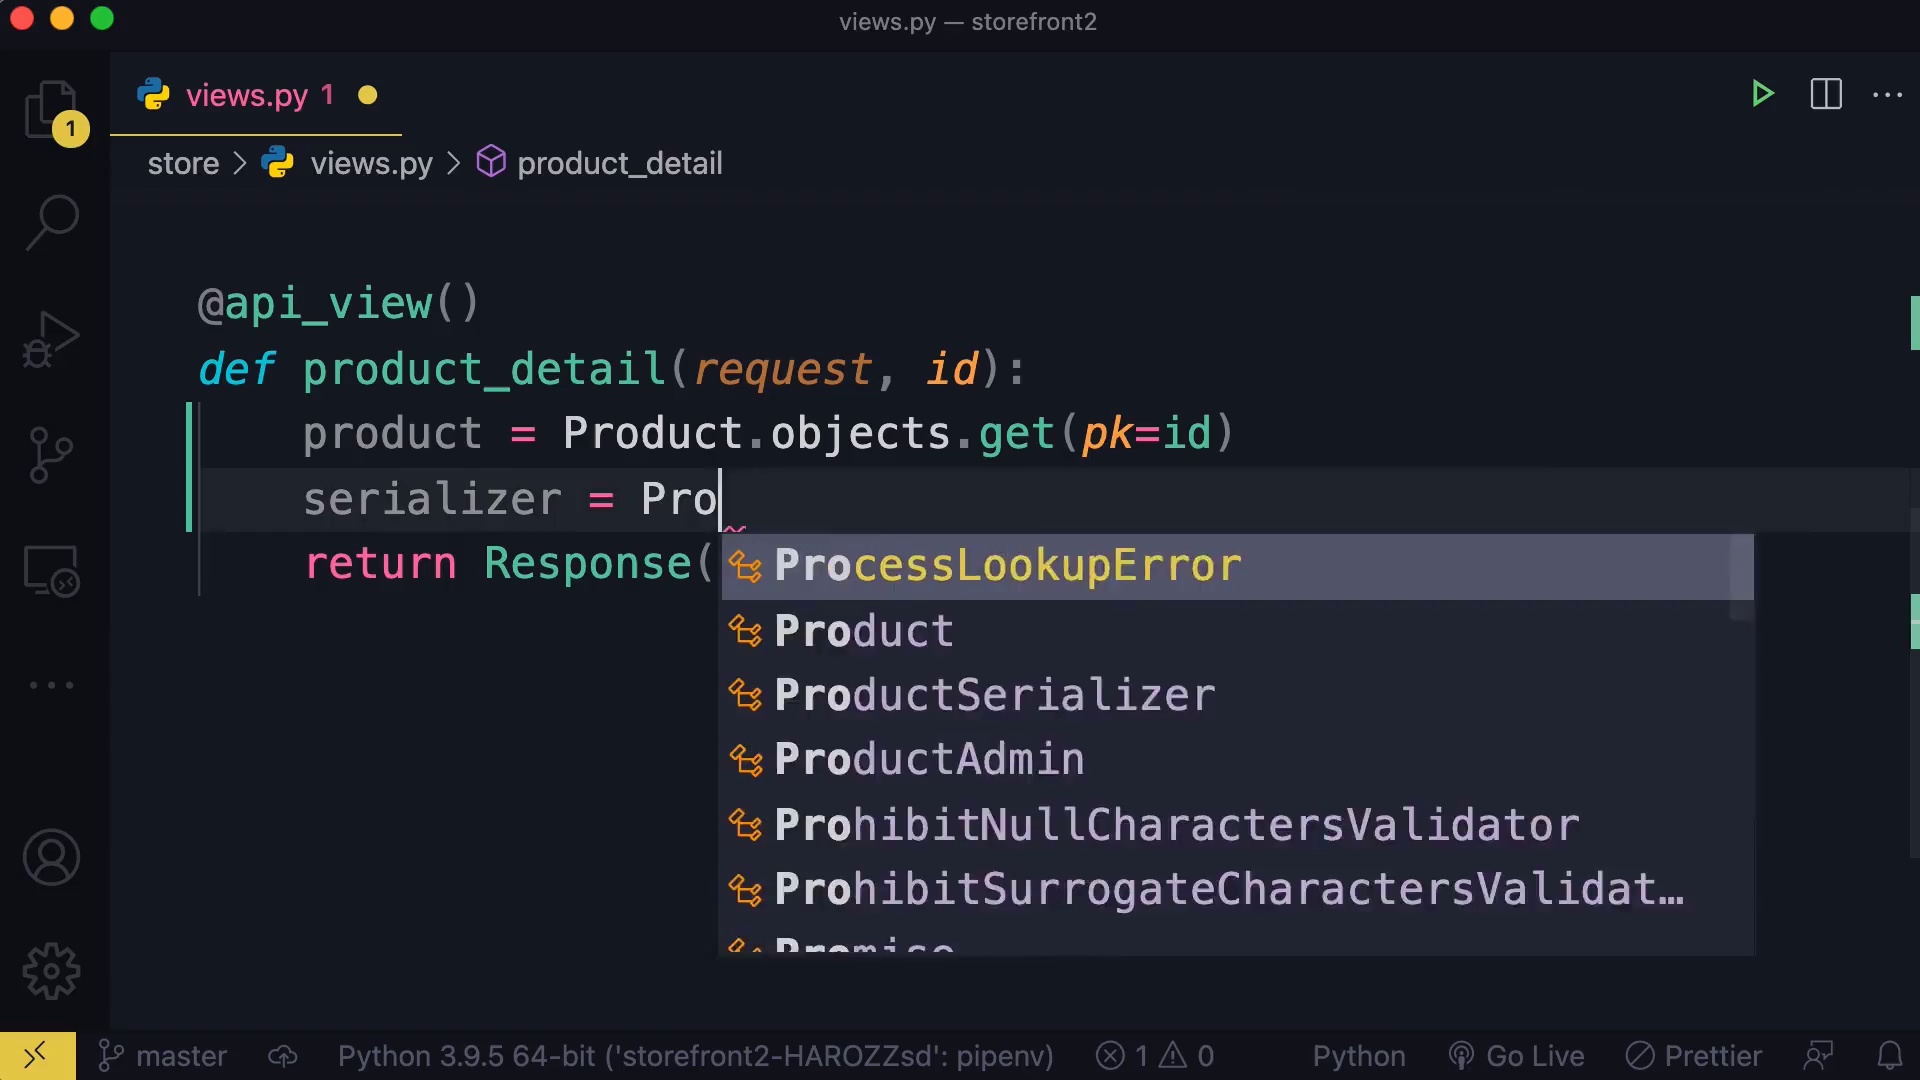 views.py — storefront2
views.py 1
1
store > views.py > product_detail
@api_view()
def product_detail(request, id):
product = Product.objects.get(pk=id)
serializer = Pro
return Response(
ProcessLookupError
Product
ProductSerializer
ProductAdmin
ProhibitNullCharactersValidator
ProhibitSurrogateCharactersValidat…
Promise
master Python 3.9.5 64-bit ('storefront2-HAROZZsd': pipenv) 1 0 Python Go Live Prettier